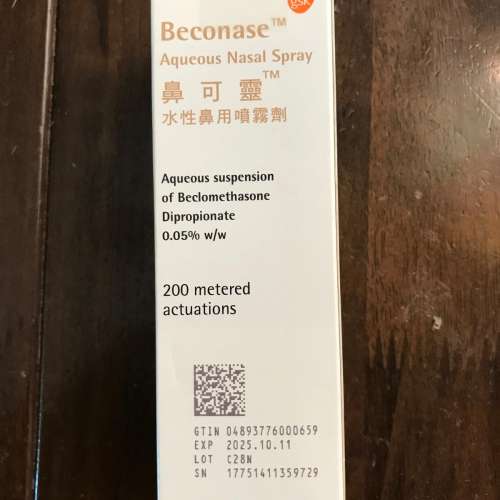 gsk
Beconase™
Aqueous Nasal Spray
鼻可靈™
水性鼻用噴霧劑
Aqueous suspension
of Beclomethasone
Dipropionate
0.05% w/w
200 metered
actuations
GTIN 04893776000659
EXP 2025.10.11
LOT C28N
SN 17751411359729